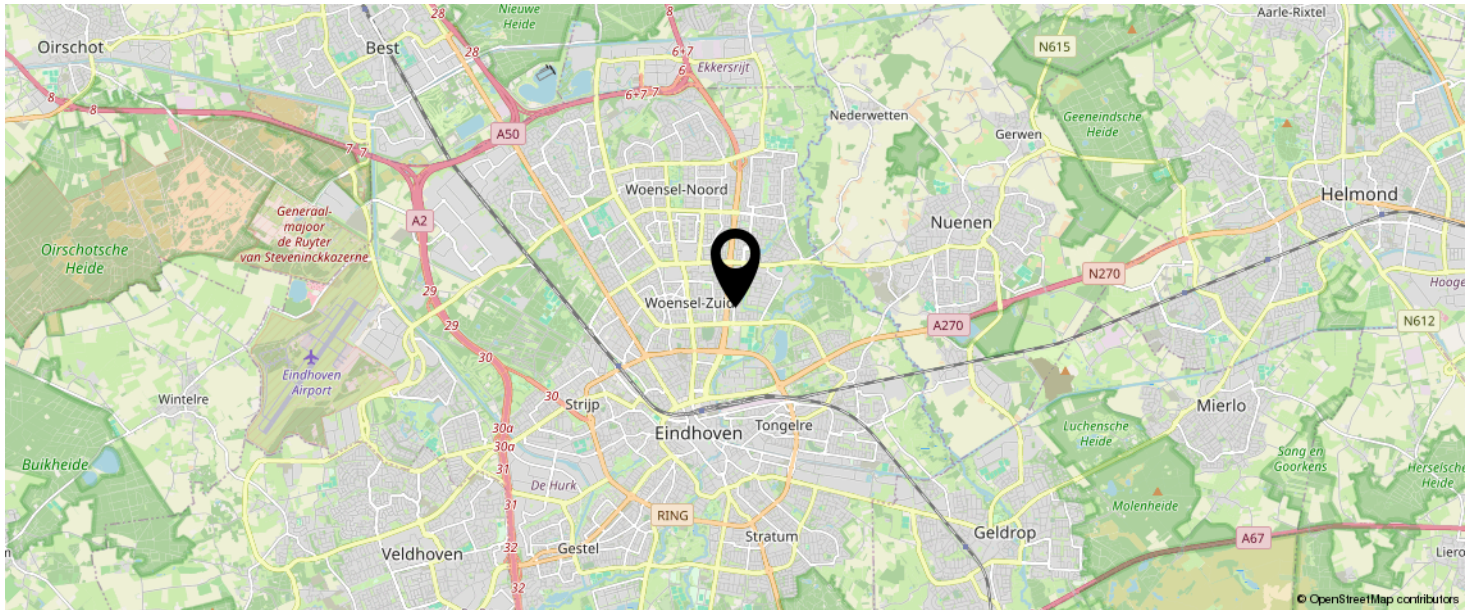 28
Nieuwe
Heide
8
Aarle-Rixtel
Oirschot
Best
28
6+7
6
Ekkersrijt
N615
8
8
6+7
7
A50
Nederwetten
Gerwen
Geeneindsche
Heide
7
7
Woensel-Noord
Helmond
A2
Generaal-
majoor
de Ruyter
van Steveninckkazerne
Nuenen
Oirschotsche
Heide
N270
Hooge
29
Woensel-Zuid
29
A270
N612
30
Eindhoven
Airport
30
Wintelre
Strijp
Mierlo
30a
30a
Eindhoven
Tongelre
Luchensche
Heide
Buikheide
31
De Hurk
Sang en
Goorkens
Herselsche
Heide
31
Molenheide
RING
Geldrop
A67
32
Veldhoven
Gestel
Stratum
Liero
32
© OpenStreetMap contributors